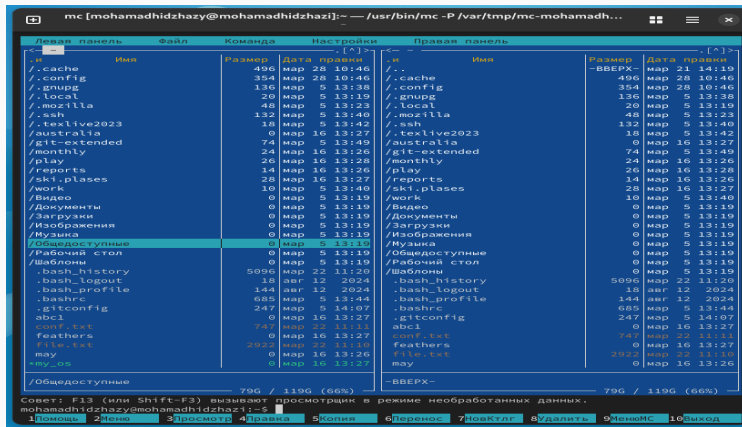 mc [mohamadhidzhazy@mohamadhidzhazi]:~ — /usr/bin/mc -P /var/tmp/mc-mohamadh...
Левая панель Файл Команда Настройки Правая панель
<— ~ .[^]>
.и Имя Размер Дата правки
/.cache 496 мар 28 10:46
/.config 354 мар 28 10:46
/.gnupg 136 мар 5 13:38
/.local 20 мар 5 13:19
/.mozilla 48 мар 5 13:23
/.ssh 132 мар 5 13:40
/.texlive2023 18 мар 5 13:42
/australia 0 мар 16 13:27
/git-extended 74 мар 5 13:49
/monthly 24 мар 16 13:26
/play 26 мар 16 13:28
/reports 14 мар 16 13:26
/ski.plases 28 мар 16 13:27
/work 10 мар 5 13:40
/Видео 0 мар 5 13:19
/Документы 0 мар 5 13:19
/Загрузки 0 мар 5 13:19
/Изображения 0 мар 5 13:19
/Музыка 0 мар 5 13:19
/Общедоступные 0 мар 5 13:19
/Рабочий стол 0 мар 5 13:19
/Шаблоны 0 мар 5 13:19
.bash_history 5096 мар 22 11:20
.bash_logout 18 авг 12 2024
.bash_profile 144 авг 12 2024
.bashrc 685 мар 5 13:44
.gitconfig 247 мар 5 14:07
abc1 0 мар 16 13:27
conf.txt 747 мар 22 11:11
feathers 0 мар 16 13:27
file.txt 2922 мар 22 11:10
may 0 мар 16 13:26
*my_os 0 мар 16 13:27
/Общедоступные
79G / 119G (66%)
<— ~ .[^]>
.и Имя Размер Дата правки
/.. -ВВЕРХ- мар 21 14:19
/.cache 496 мар 28 10:46
/.config 354 мар 28 10:46
/.gnupg 136 мар 5 13:38
/.local 20 мар 5 13:19
/.mozilla 48 мар 5 13:23
/.ssh 132 мар 5 13:40
/.texlive2023 18 мар 5 13:42
/australia 0 мар 16 13:27
/git-extended 74 мар 5 13:49
/monthly 24 мар 16 13:26
/play 26 мар 16 13:28
/reports 14 мар 16 13:26
/ski.plases 28 мар 16 13:27
/work 10 мар 5 13:40
/Видео 0 мар 5 13:19
/Документы 0 мар 5 13:19
/Загрузки 0 мар 5 13:19
/Изображения 0 мар 5 13:19
/Музыка 0 мар 5 13:19
/Общедоступные 0 мар 5 13:19
/Рабочий стол 0 мар 5 13:19
/Шаблоны 0 мар 5 13:19
.bash_history 5096 мар 22 11:20
.bash_logout 18 авг 12 2024
.bash_profile 144 авг 12 2024
.bashrc 685 мар 5 13:44
.gitconfig 247 мар 5 14:07
abc1 0 мар 16 13:27
conf.txt 747 мар 22 11:11
feathers 0 мар 16 13:27
file.txt 2922 мар 22 11:10
may 0 мар 16 13:26
-ВВЕРХ-
79G / 119G (66%)
Совет: F13 (или Shift-F3) вызывают просмотрщик в режиме необработанных данных.
mohamadhidzhazy@mohamadhidzhazi:~$
1Помощь 2Меню 3Просмотр 4Правка 5Копия 6Перенос 7НовКтлг 8Удалить 9МенюМС 10Выход